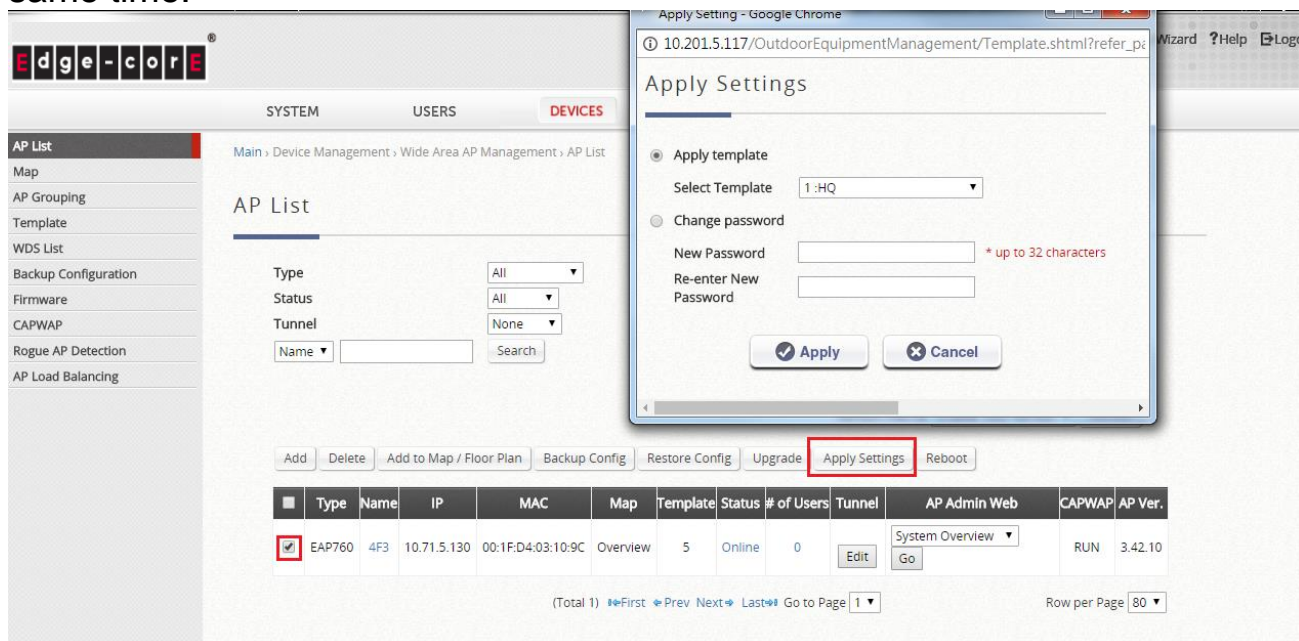 same time.
Apply Setting - Google Chrome
10.201.5.117/OutdoorEquipmentManagement/Template.shtml?refer_pa
Wizard ?Help Logo
Edge-corE®
Apply Settings
SYSTEM USERS DEVICES
AP List
Map
AP Grouping
Template
WDS List
Backup Configuration
Firmware
CAPWAP
Rogue AP Detection
AP Load Balancing
Main › Device Management › Wide Area AP Management › AP List
AP List
Type All
Status All
Tunnel None
Name Search
Apply template
Select Template 1 :HQ
Change password
New Password * up to 32 characters
Re-enter New
Password
Apply Cancel
Add Delete Add to Map / Floor Plan Backup Config Restore Config Upgrade Apply Settings Reboot
Type Name IP MAC Map Template Status # of Users Tunnel AP Admin Web CAPWAP AP Ver.
EAP760 4F3 10.71.5.130 00:1F:D4:03:10:9C Overview 5 Online 0 Edit System Overview Go RUN 3.42.10
(Total 1) First Prev Next Last Go to Page 1 Row per Page 80